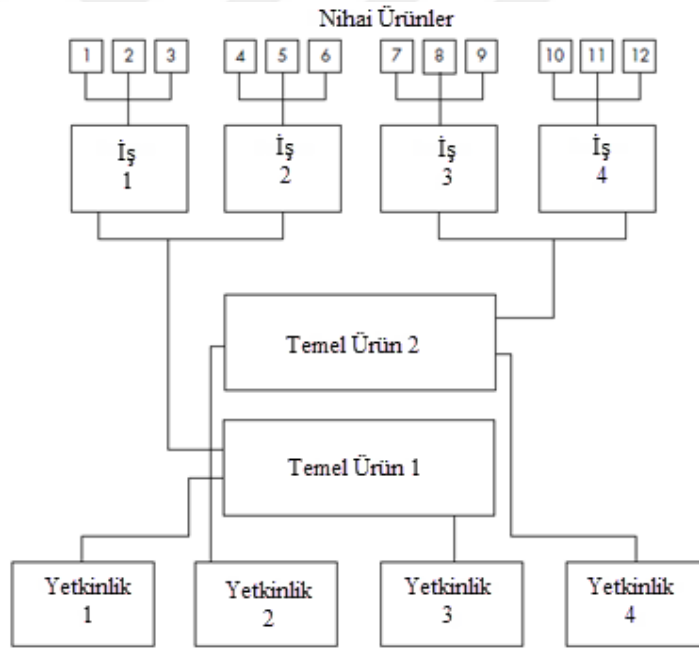 Nihai Ürünler
1 2 3 4 5 6 7 8 9 10 11 12
İş
1
İş
2
İş
3
İş
4
Temel Ürün 2
Temel Ürün 1
Yetkinlik
1
Yetkinlik
2
Yetkinlik
3
Yetkinlik
4